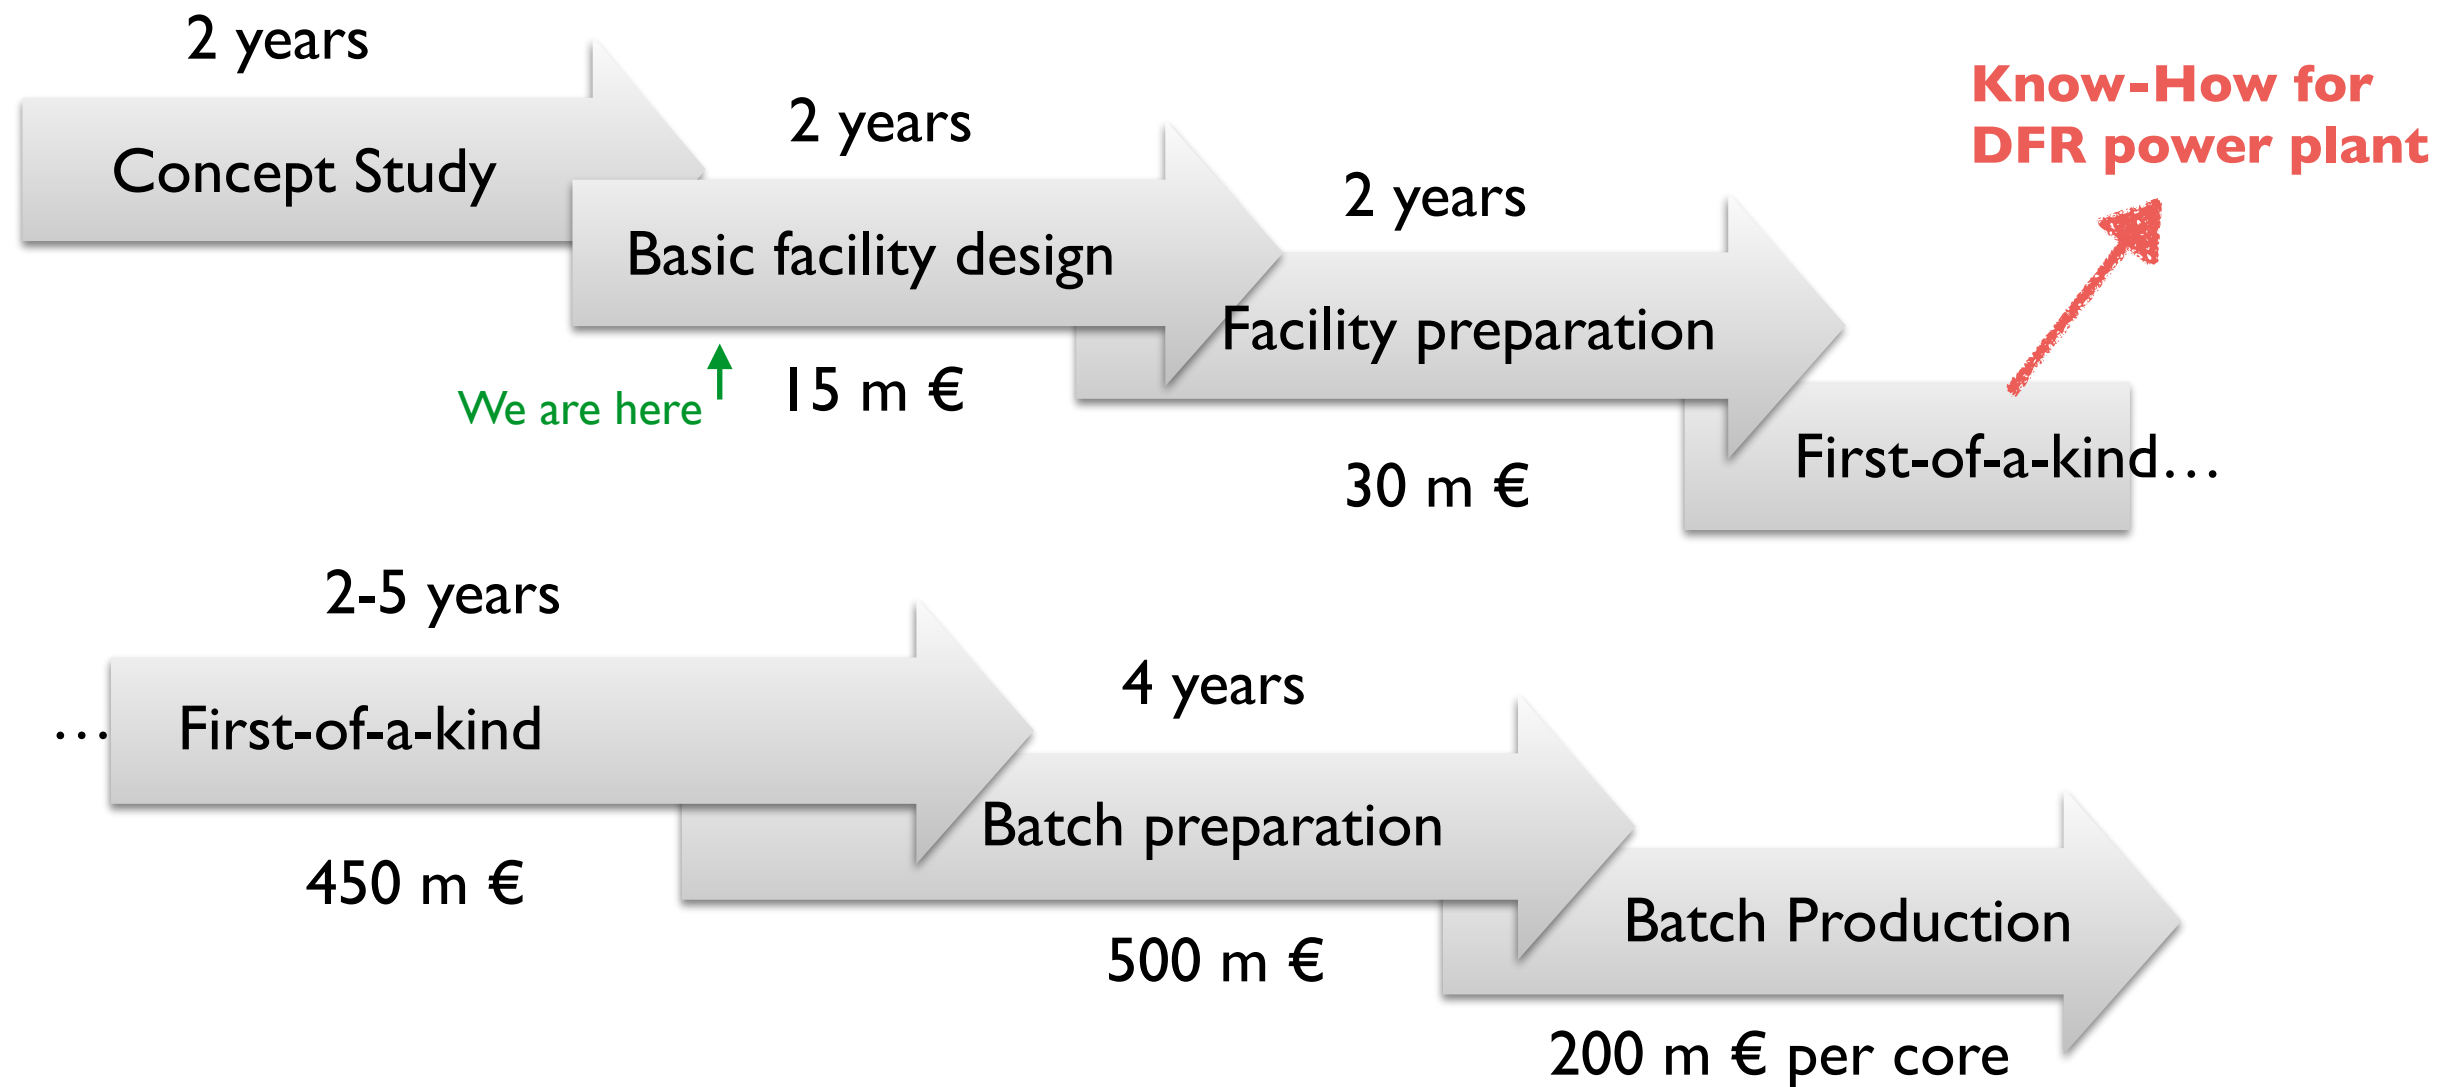 2 years
Concept Study
2 years
Basic facility design
2 years
Facility preparation
Know-How for
DFR power plant
We are here
15 m €
30 m €
First-of-a-kind…
2-5 years
… First-of-a-kind
450 m €
4 years
Batch preparation
500 m €
Batch Production
200 m € per core